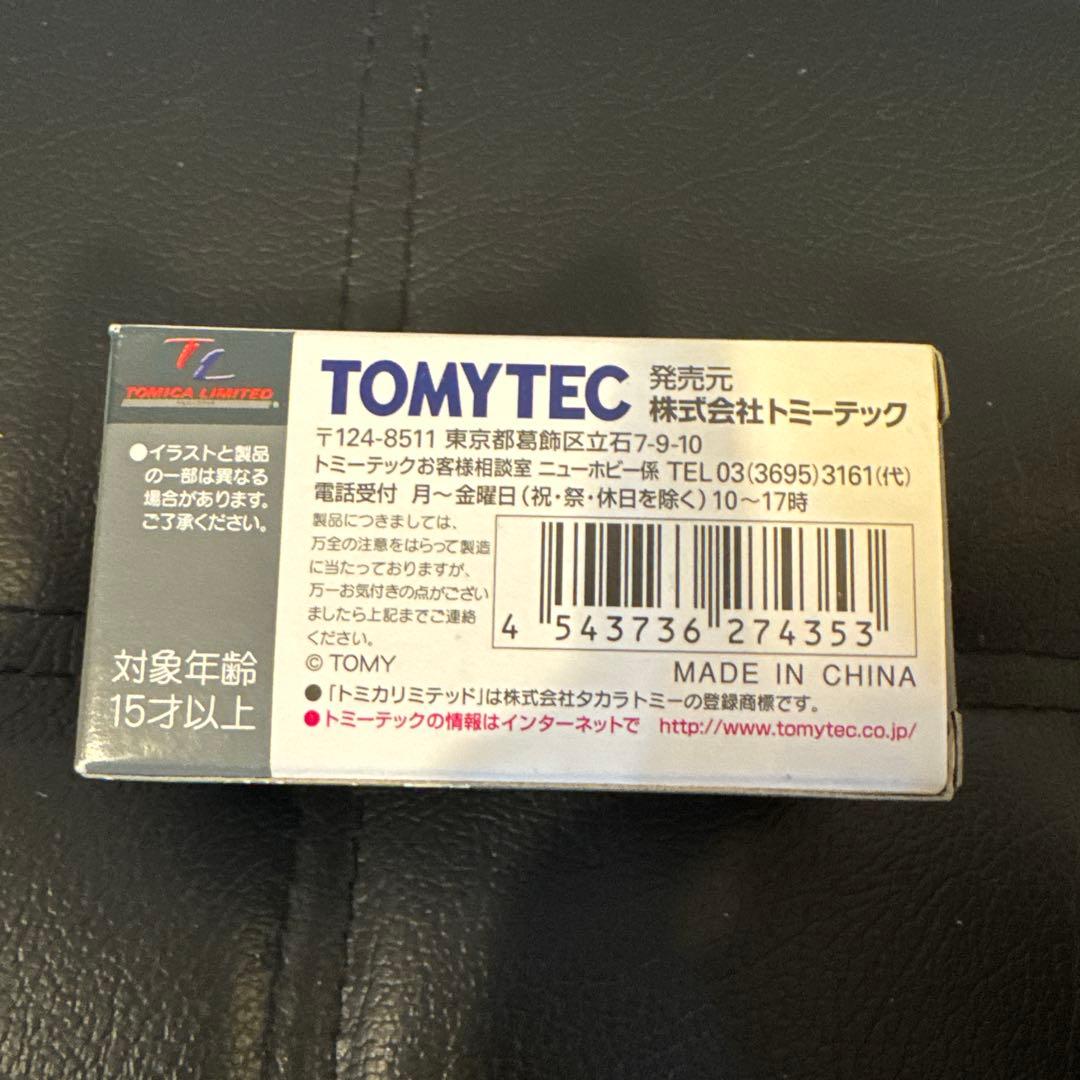 TL
TOMICA LIMITED
●イラストと製品
の一部は異なる
場合があります。
ご了承ください。
対象年齢
15才以上
TOMYTEC 発売元
株式会社トミーテック
〒124-8511 東京都葛飾区立石7-9-10
トミーテックお客様相談室 ニューホビー係 TEL 03(3695)3161(代)
電話受付 月～金曜日(祝・祭・休日を除く)10～17時
製品につきましては、
万全の注意をはらって製造
に当たっておりますが、
万一お気付きの点がござい
ましたら上記までご連絡
ください。
© TOMY
4 543736 274353
MADE IN CHINA
●「トミカリミテッド」は株式会社タカラトミーの登録商標です。
●トミーテックの情報はインターネットで http://www.tomytec.co.jp/